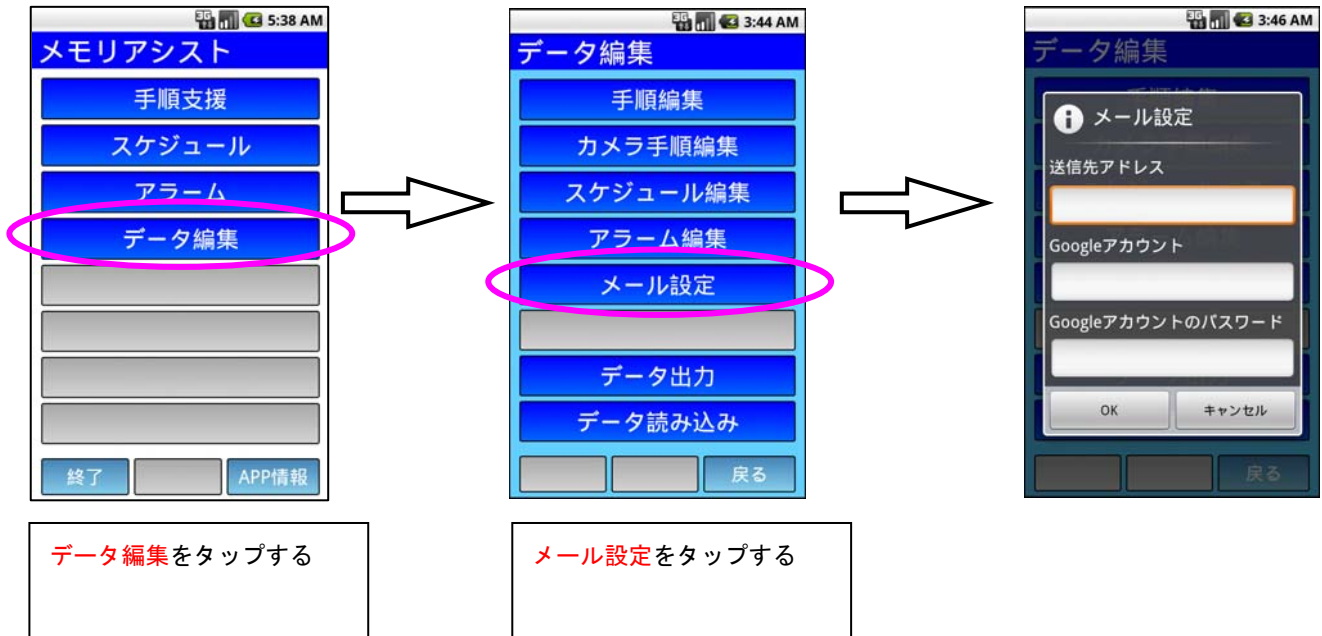 5:38 AM
メモリアシスト
手順支援
スケジュール
アラーム
データ編集
終了
APP情報
データ編集をタップする
3:44 AM
データ編集
手順編集
カメラ手順編集
スケジュール編集
アラーム編集
メール設定
データ出力
データ読み込み
戻る
メール設定をタップする
3:46 AM
データ編集
メール設定
送信先アドレス
Googleアカウント
Googleアカウントのパスワード
OK
キャンセル
戻る